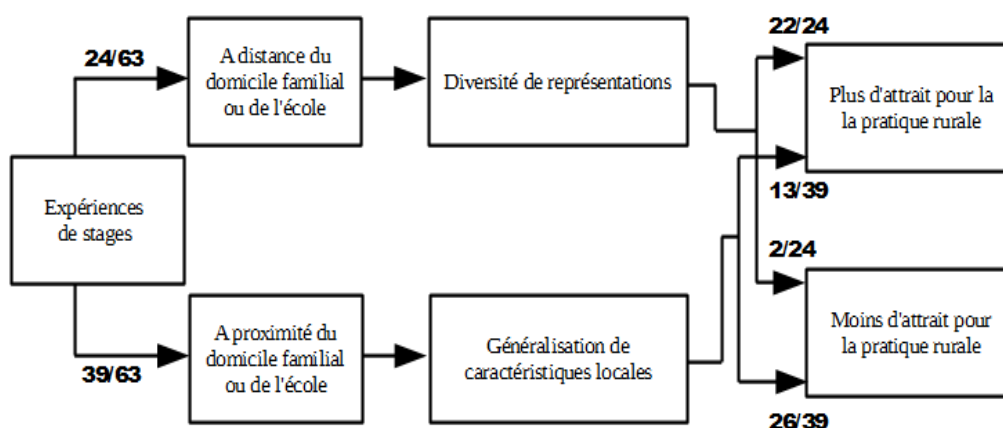 24/63
A distance du
domicile familial
ou de l'école
Diversité de représentations
22/24
Plus d'attrait pour la
la pratique rurale
13/39
Expériences
de stages
2/24
39/63
A proximité du
domicile familial
ou de l'école
Généralisation de
caractéristiques locales
Moins d'attrait pour
la pratique rurale
26/39